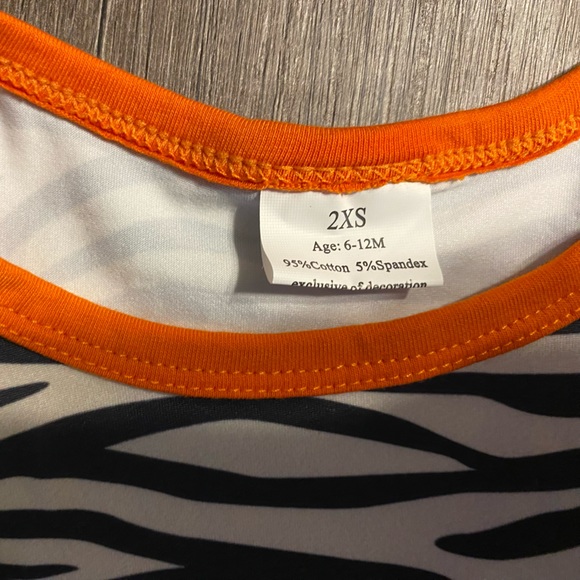 2XS
Age: 6-12M
95%Cotton 5%Spandex
exclusive of decoration